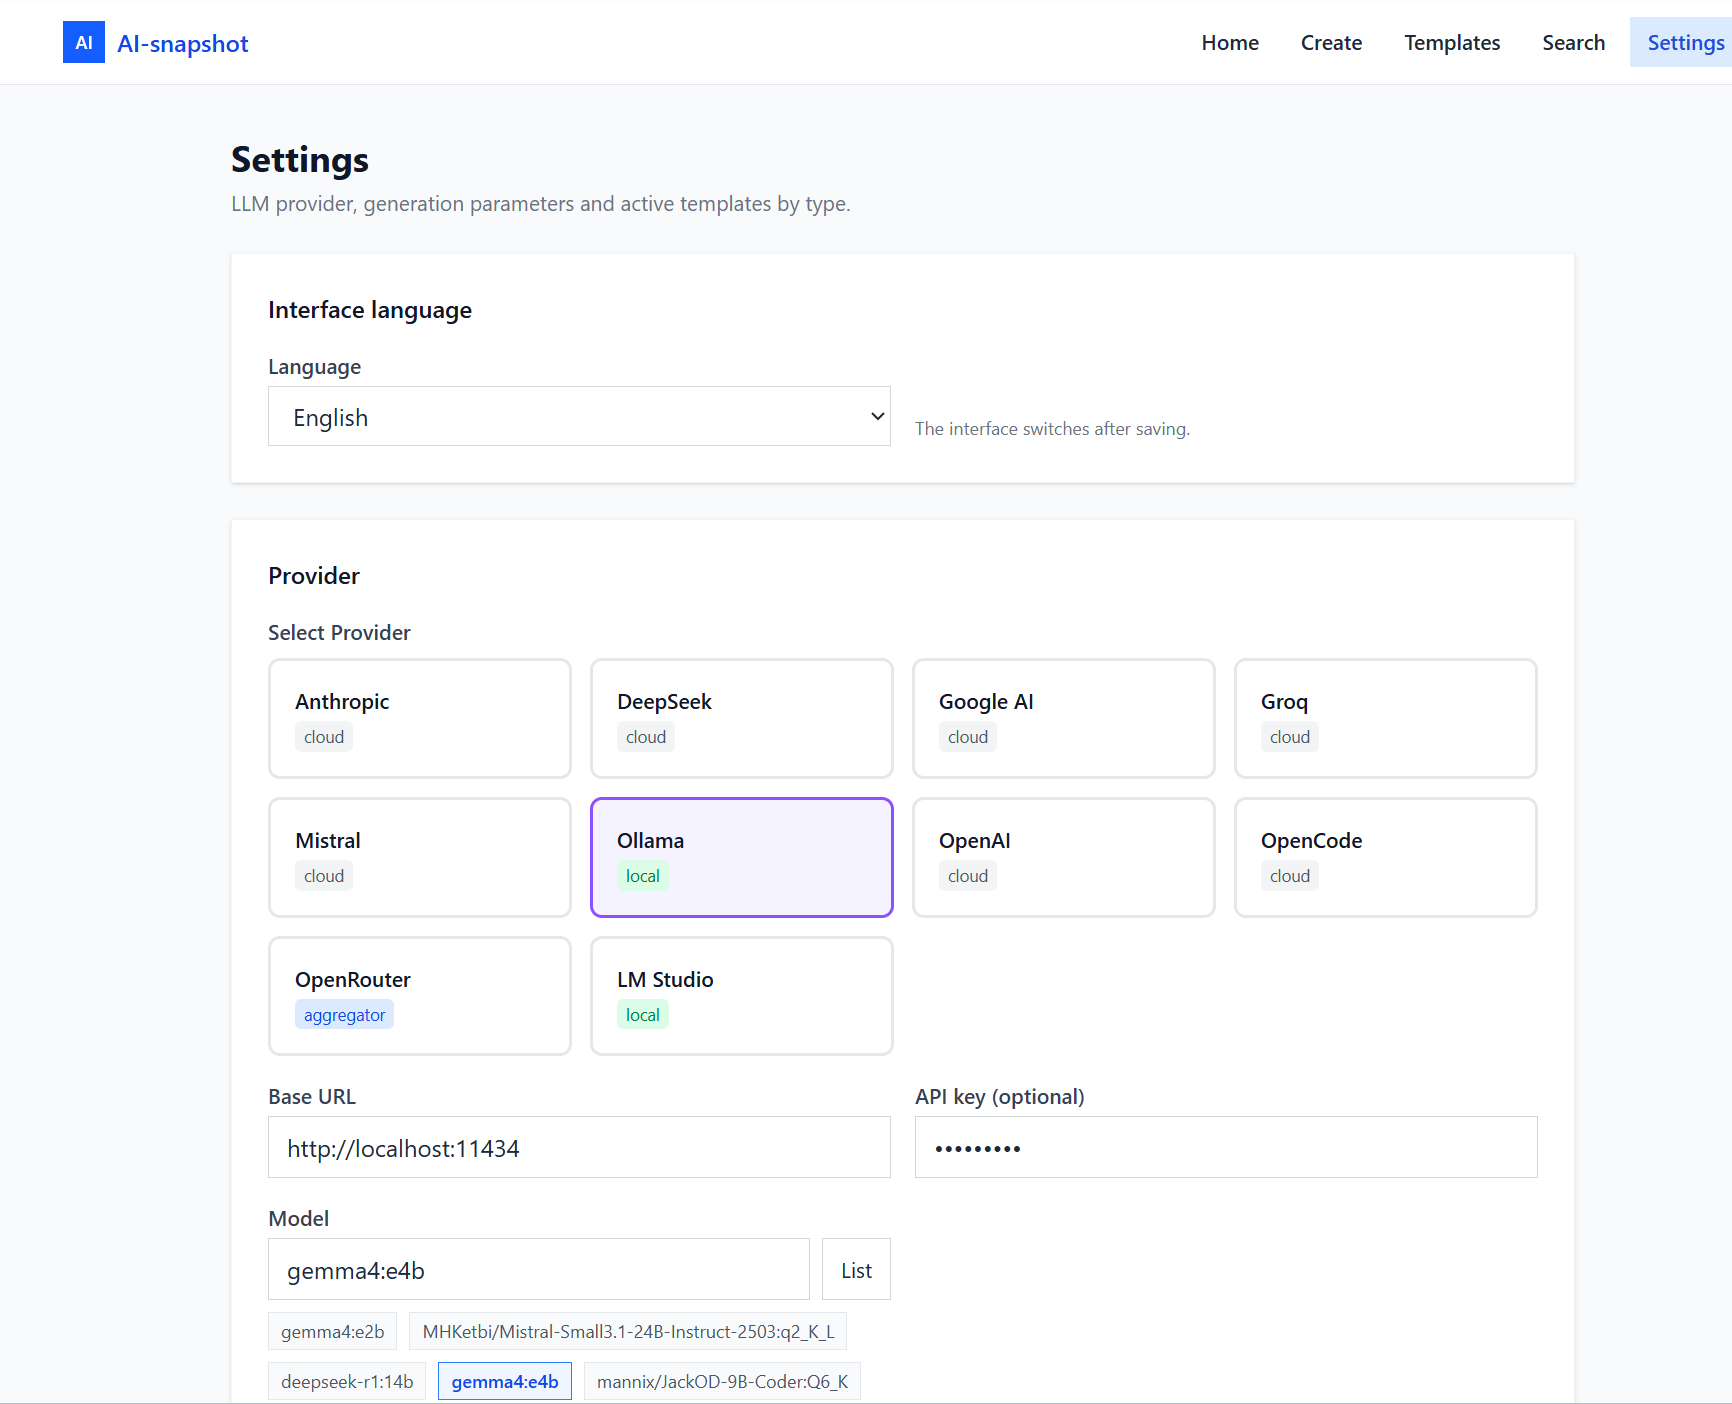 AI AI-snapshot Home Create Templates Search Settings
Settings
LLM provider, generation parameters and active templates by type.
Interface language
Language
English
The interface switches after saving.
Provider
Select Provider
Anthropic DeepSeek Google AI Groq
cloud cloud cloud cloud
Mistral Ollama OpenAI OpenCode
cloud local cloud cloud
OpenRouter LM Studio
aggregator local
Base URL API key (optional)
http://localhost:11434 •••••••••
Model
gemma4:e4b List
gemma4:e2b MHKetbi/Mistral-Small3.1-24B-Instruct-2503:q2_K_L
deepseek-r1:14b gemma4:e4b mannix/JackOD-9B-Coder:Q6_K